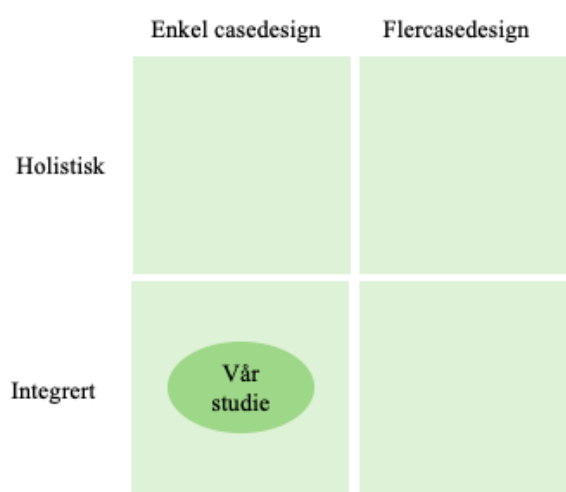 Enkel casedesign
Flercasedesign
Holistisk
Integrert
Vår
studie